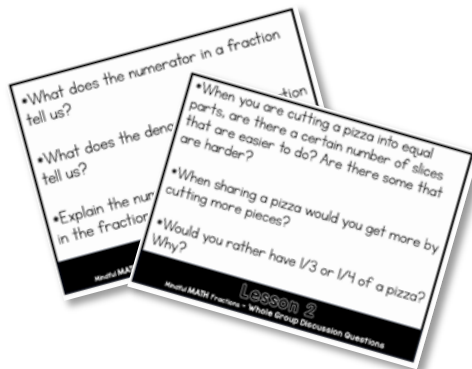 •What does the numerator in a fraction
tell us?
•What does the
tell us?
•Explain the
in the
Mindful MATH
•When you are cutting a pizza into equal
parts, are there a certain number of slices
that are easier to do? Are there some that
are harder?
•When sharing a pizza would you get more by
cutting more pieces?
•Would you rather have 1/3 or 1/4 of a pizza?
Why?
Lesson 2
Mindful MATH Fractions - Whole Group Discussion Questions